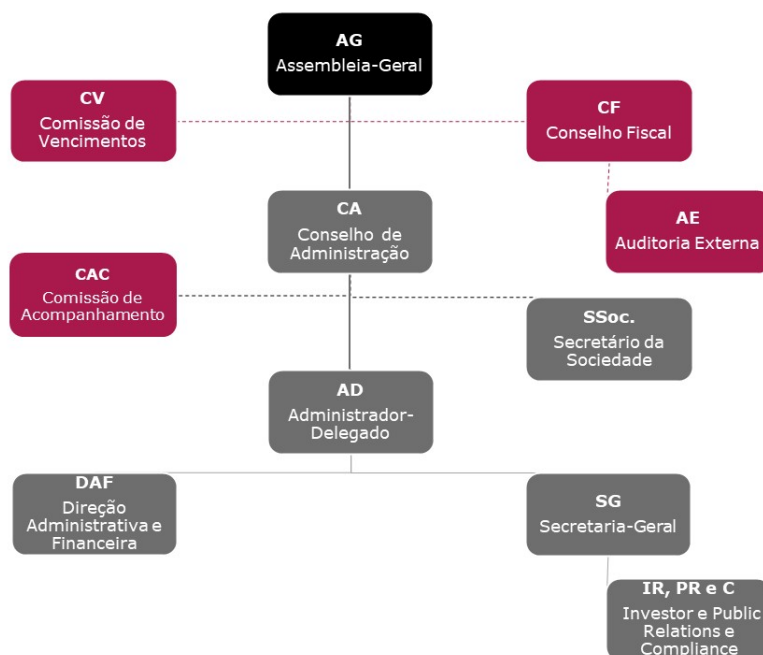 AG
Assembleia-Geral
CV
Comissão de
Vencimentos
CF
Conselho Fiscal
CA
Conselho de
Administração
AE
Auditoria Externa
CAC
Comissão de
Acompanhamento
SSoc.
Secretário da
Sociedade
AD
Administrador-
Delegado
DAF
Direção
Administrativa e
Financeira
SG
Secretaria-Geral
IR, PR e C
Investor e Public
Relations e
Compliance